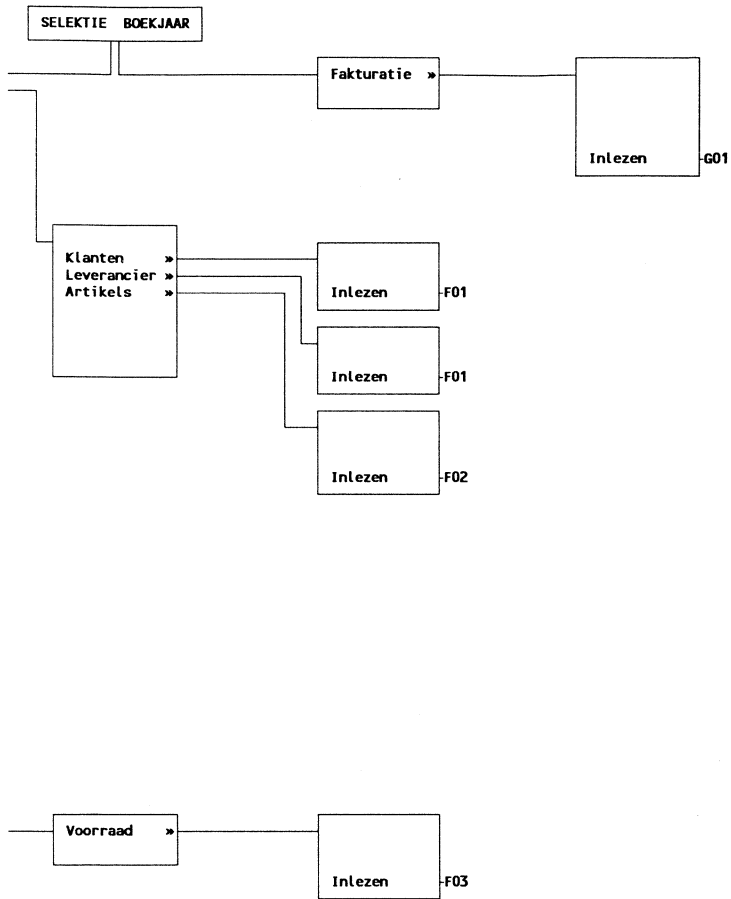 SELEKTIE BOEKJAAR
Fakturatie »
Inlezen G01
Klanten »
Leverancier »
Artikels »
Inlezen F01
Inlezen F01
Inlezen F02
Voorraad »
Inlezen F03